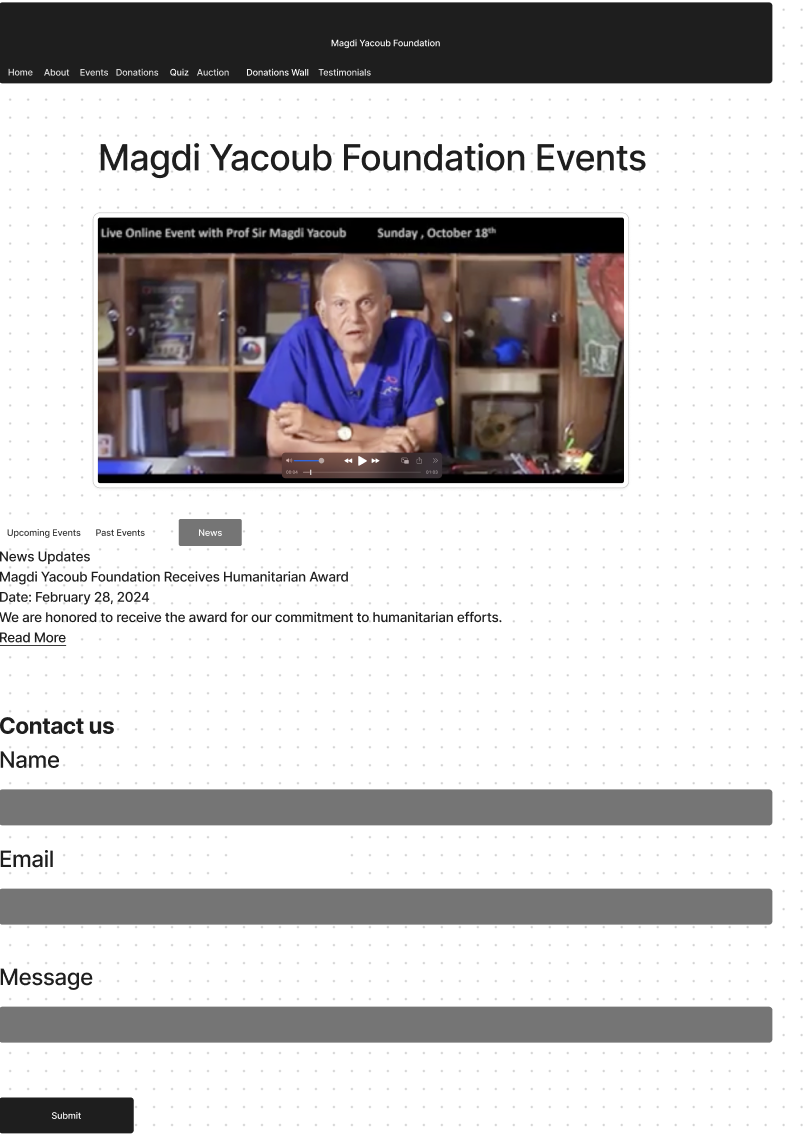 Magdi Yacoub Foundation
Home About Events Donations Quiz Auction Donations Wall Testimonials
Magdi Yacoub Foundation Events
Live Online Event with Prof Sir Magdi Yacoub Sunday , October 18th
Upcoming Events Past Events News
News Updates
Magdi Yacoub Foundation Receives Humanitarian Award
Date: February 28, 2024
We are honored to receive the award for our commitment to humanitarian efforts.
Read More
Contact us
Name
Email
Message
Submit